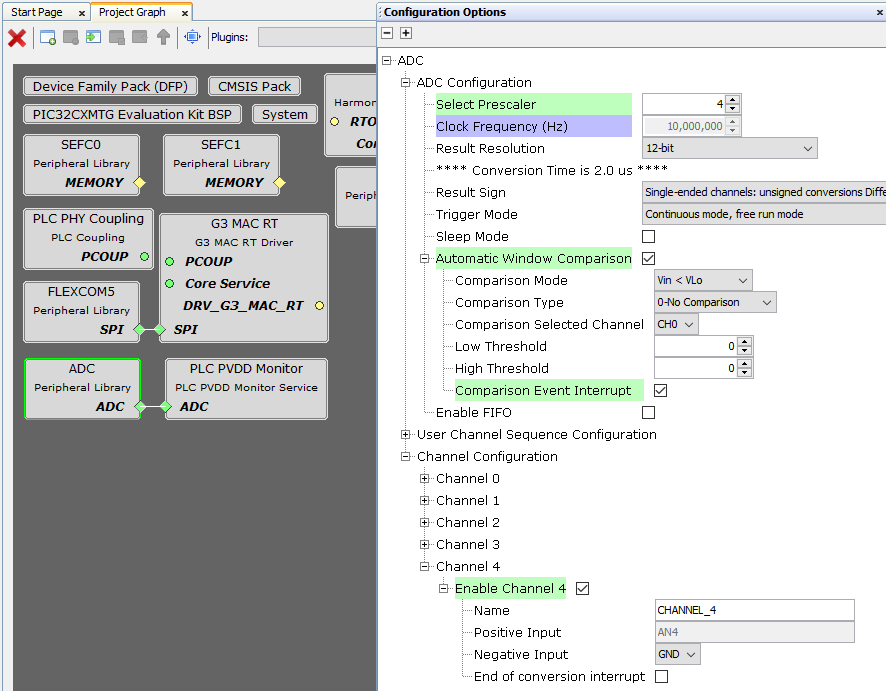 Start Page x
Project Graph x
Plugins:
Device Family Pack (DFP)
CMSIS Pack
PIC32CXMTG Evaluation Kit BSP
System
Harmon
RTO
Co
SEFC0
Peripheral Library
MEMORY
SEFC1
Peripheral Library
MEMORY
Periph
PLC PHY Coupling
PLC Coupling
PCOUP
G3 MAC RT
G3 MAC RT Driver
PCOUP
Core Service
DRV_G3_MAC_RT
SPI
FLEXCOM5
Peripheral Library
SPI
ADC
Peripheral Library
ADC
PLC PVDD Monitor
PLC PVDD Monitor Service
ADC
Configuration Options x
ADC
ADC Configuration
Select Prescaler 4
Clock Frequency (Hz) 10,000,000
Result Resolution 12-bit
**** Conversion Time is 2.0 us ****
Result Sign Single-ended channels: unsigned conversions Diffe
Trigger Mode Continuous mode, free run mode
Sleep Mode
Automatic Window Comparison
Comparison Mode Vin < VLo
Comparison Type 0-No Comparison
Comparison Selected Channel CH0
Low Threshold 0
High Threshold 0
Comparison Event Interrupt
Enable FIFO
User Channel Sequence Configuration
Channel Configuration
Channel 0
Channel 1
Channel 2
Channel 3
Channel 4
Enable Channel 4
Name CHANNEL_4
Positive Input AN4
Negative Input GND
End of conversion interrupt